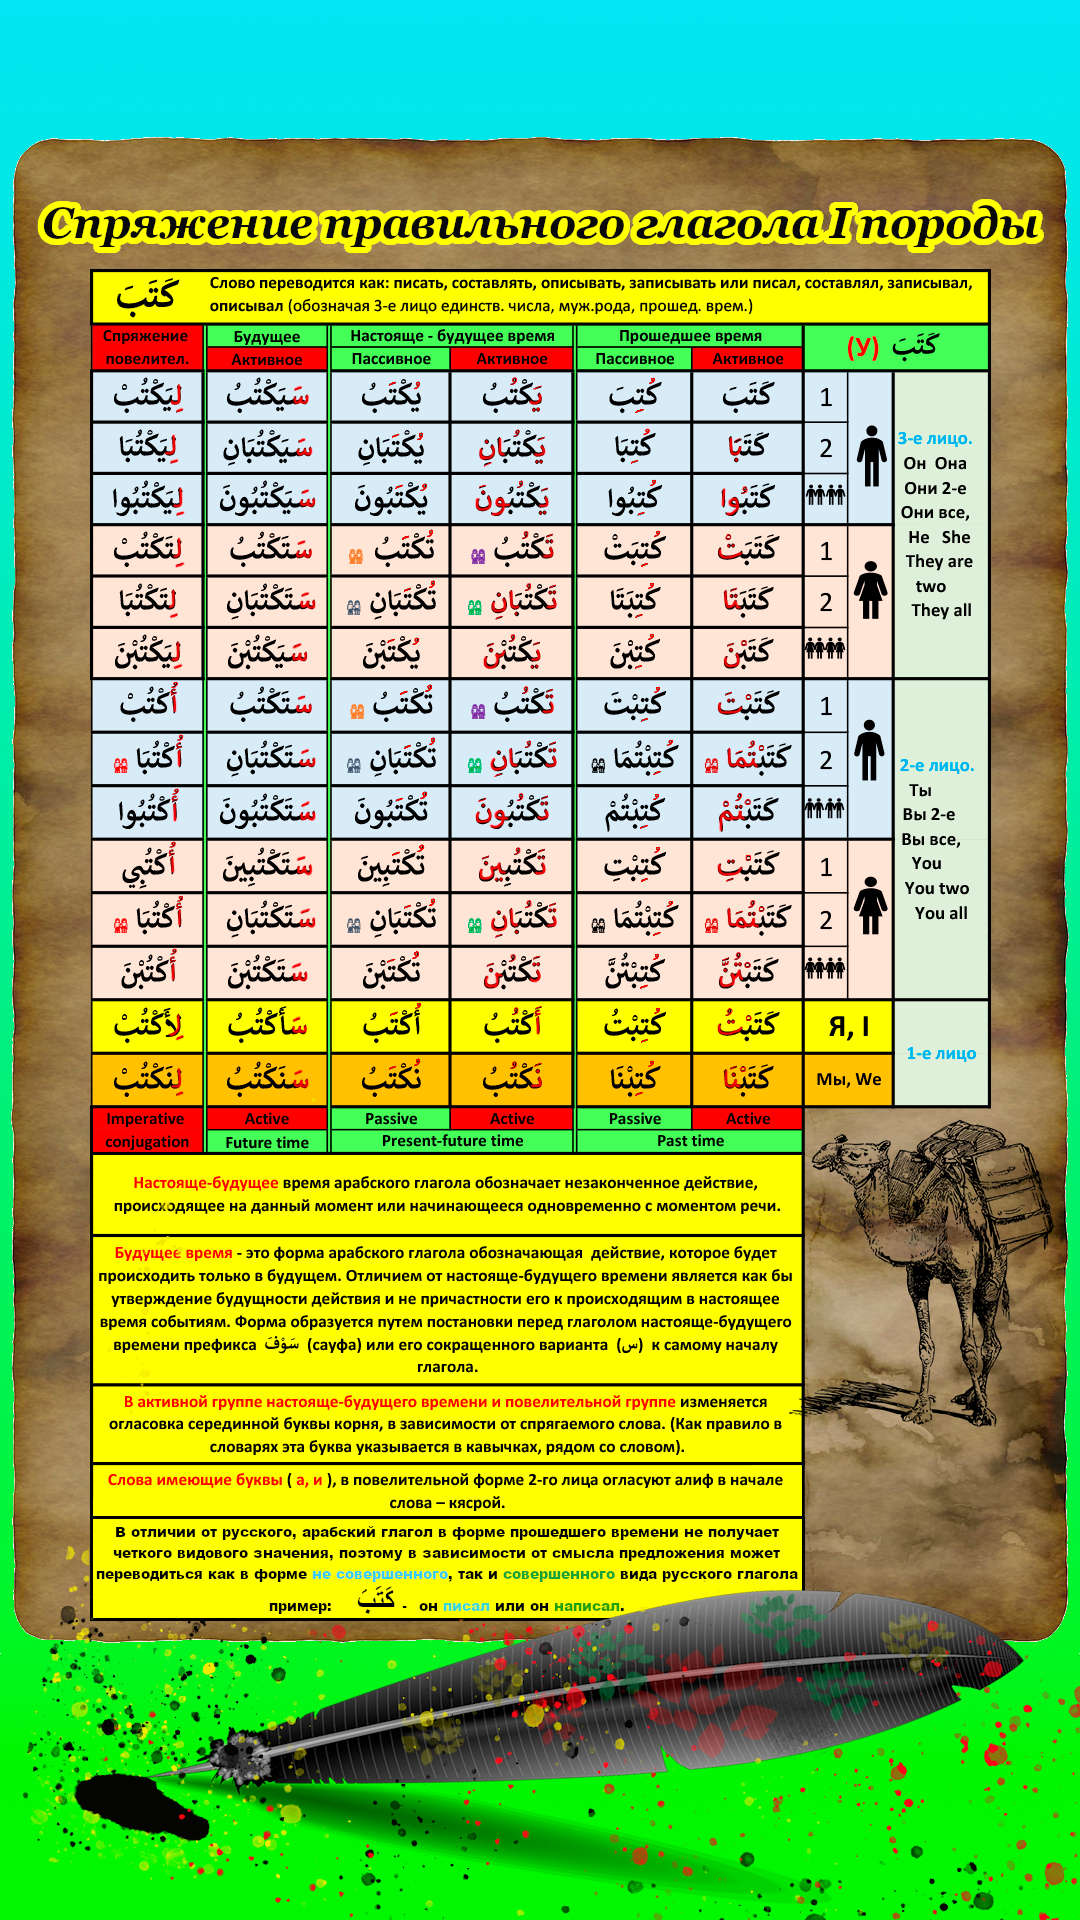 Спряжение правильного глагола I породы
كَتَبَ Слово переводится как: писать, составлять, описывать, записывать или писал, составлял, записывал,
описывал (обозначая 3-е лицо единств. числа, муж.рода, прошед. врем.)
Спряжение повелител. Будущее Настояще - будущее время Прошедшее время (У) كَتَبَ
Активное Пассивное Активное Пассивное Активное
لِيَكْتُبْ سَيَكْتُبُ يُكْتَبُ يَكْتُبُ كُتِبَ كَتَبَ 1
لِيَكْتُبَا سَيَكْتُبَانِ يُكْتَبَانِ يَكْتُبَانِ كُتِبَا كَتَبَا 2
لِيَكْتُبُوا سَيَكْتُبُونَ يُكْتَبُونَ يَكْتُبُونَ كُتِبُوا كَتَبُوا
لِتَكْتُبْ سَتَكْتُبُ تُكْتَبُ تَكْتُبُ كُتِبَتْ كَتَبَتْ 1
لِتَكْتُبَا سَتَكْتُبَانِ تُكْتَبَانِ تَكْتُبَانِ كُتِبَتَا كَتَبَتَا 2
لِيَكْتُبْنَ سَيَكْتُبْنَ يُكْتَبْنَ يَكْتُبْنَ كُتِبْنَ كَتَبْنَ
3-е лицо.
Он Она
Они 2-е
Они все,
He She
They are
two
They all
أُكْتُبْ سَتَكْتُبُ تُكْتَبُ تَكْتُبُ كُتِبْتَ كَتَبْتَ 1
أُكْتُبَا سَتَكْتُبَانِ تُكْتَبَانِ تَكْتُبَانِ كُتِبْتُمَا كَتَبْتُمَا 2
أُكْتُبُوا سَتَكْتُبُونَ تُكْتَبُونَ تَكْتُبُونَ كُتِبْتُمْ كَتَبْتُمْ
أُكْتُبِي سَتَكْتُبِينَ تُكْتَبِينَ تَكْتُبِينَ كُتِبْتِ كَتَبْتِ 1
أُكْتُبَا سَتَكْتُبَانِ تُكْتَبَانِ تَكْتُبَانِ كُتِبْتُمَا كَتَبْتُمَا 2
أُكْتُبْنَ سَتَكْتُبْنَ تُكْتَبْنَ تَكْتُبْنَ كُتِبْتُنَّ كَتَبْتُنَّ
2-е лицо.
Ты
Вы 2-е
Вы все,
You
You two
You all
لِأَكْتُبْ سَأَكْتُبُ أُكْتَبُ أَكْتُبُ كُتِبْتُ كَتَبْتُ Я, I
لِنَكْتُبْ سَنَكْتُبُ نُكْتَبُ نَكْتُبُ كُتِبْنَا كَتَبْنَا Мы, We
1-е лицо
Imperative Active Passive Active Passive Active
conjugation Future time Present-future time Past time
Настояще-будущее время арабского глагола обозначает незаконченное действие,
происходящее на данный момент или начинающееся одновременно с моментом речи.
Будущее время - это форма арабского глагола обозначающая действие, которое будет
происходить только в будущем. Отличием от настояще-будущего времени является как бы
утверждение будущности действия и не причастности его к происходящим в настоящее
время событиям. Форма образуется путем постановки перед глаголом настояще-будущего
времени префикса سَوْفَ (сауфа) или его сокращенного варианта (س) к самому началу
глагола.
В активной группе настояще-будущего времени и повелительной группе изменяется
огласовка серединной буквы корня, в зависимости от спрягаемого слова. (Как правило в
словарях эта буква указывается в кавычках, рядом со словом).
Слова имеющие буквы ( а, и ), в повелительной форме 2-го лица огласуют алиф в начале
слова – кясрой.
В отличии от русского, арабский глагол в форме прошедшего времени не получает
четкого видового значения, поэтому в зависимости от смысла предложения может
переводиться как в форме не совершенного, так и совершенного вида русского глагола
пример: كَتَبَ - он писал или он написал.